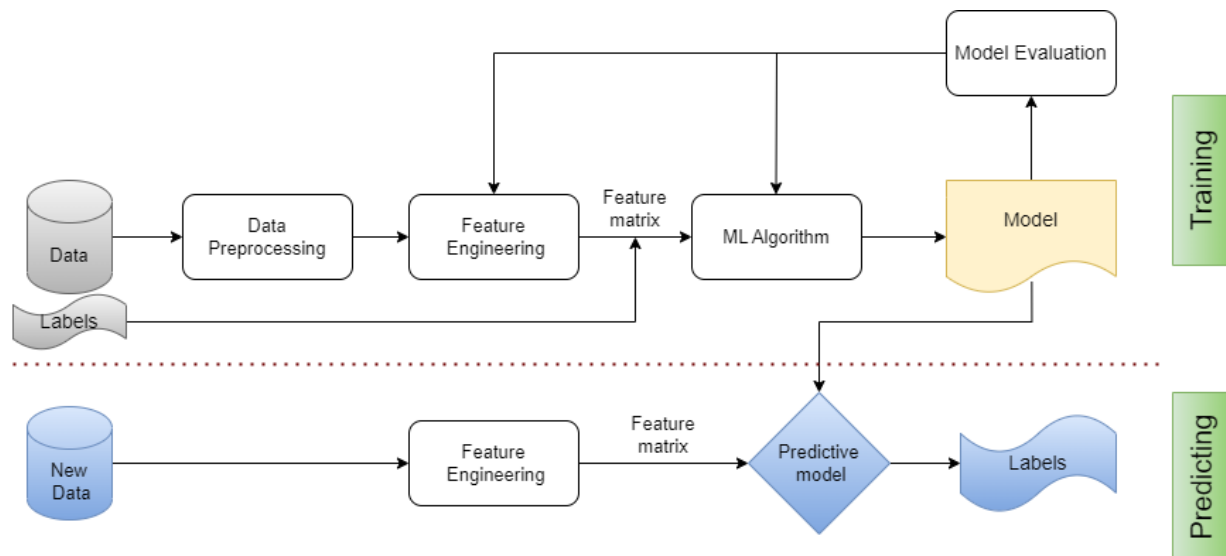 Model Evaluation
Training
Data
Data
Preprocessing
Feature
Engineering
Feature
matrix
ML Algorithm
Model
Labels
Predicting
New
Data
Feature
Engineering
Feature
matrix
Predictive
model
Labels